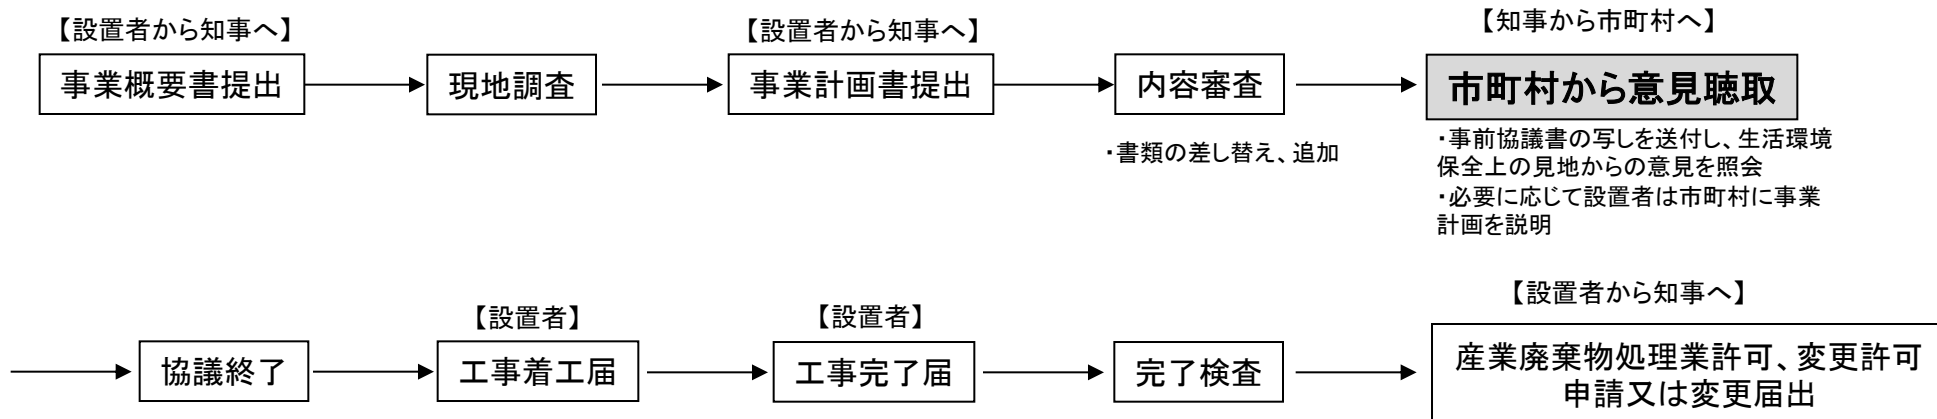 【設置者から知事へ】
事業概要書提出
現地調査
【設置者から知事へ】
事業計画書提出
内容審査
・書類の差し替え、追加
【知事から市町村へ】
市町村から意見聴取
・事前協議書の写しを送付し、生活環境
保全上の見地からの意見を照会
・必要に応じて設置者は市町村に事業
計画を説明
協議終了
【設置者】
工事着工届
【設置者】
工事完了届
完了検査
【設置者から知事へ】
産業廃棄物処理業許可、変更許可
申請又は変更届出